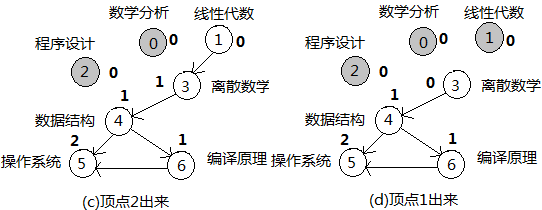 数学分析 线性代数
程序设计 0 0 1 0
2 0 1 3 离散数学
1
数据结构 4
2 1
操作系统 5 6 编译原理
(c)顶点2出来
数学分析 线性代数
程序设计 0 0 1 0
2 0 0 3 离散数学
1
数据结构 4
2 1
操作系统 5 6 编译原理
(d)顶点1出来